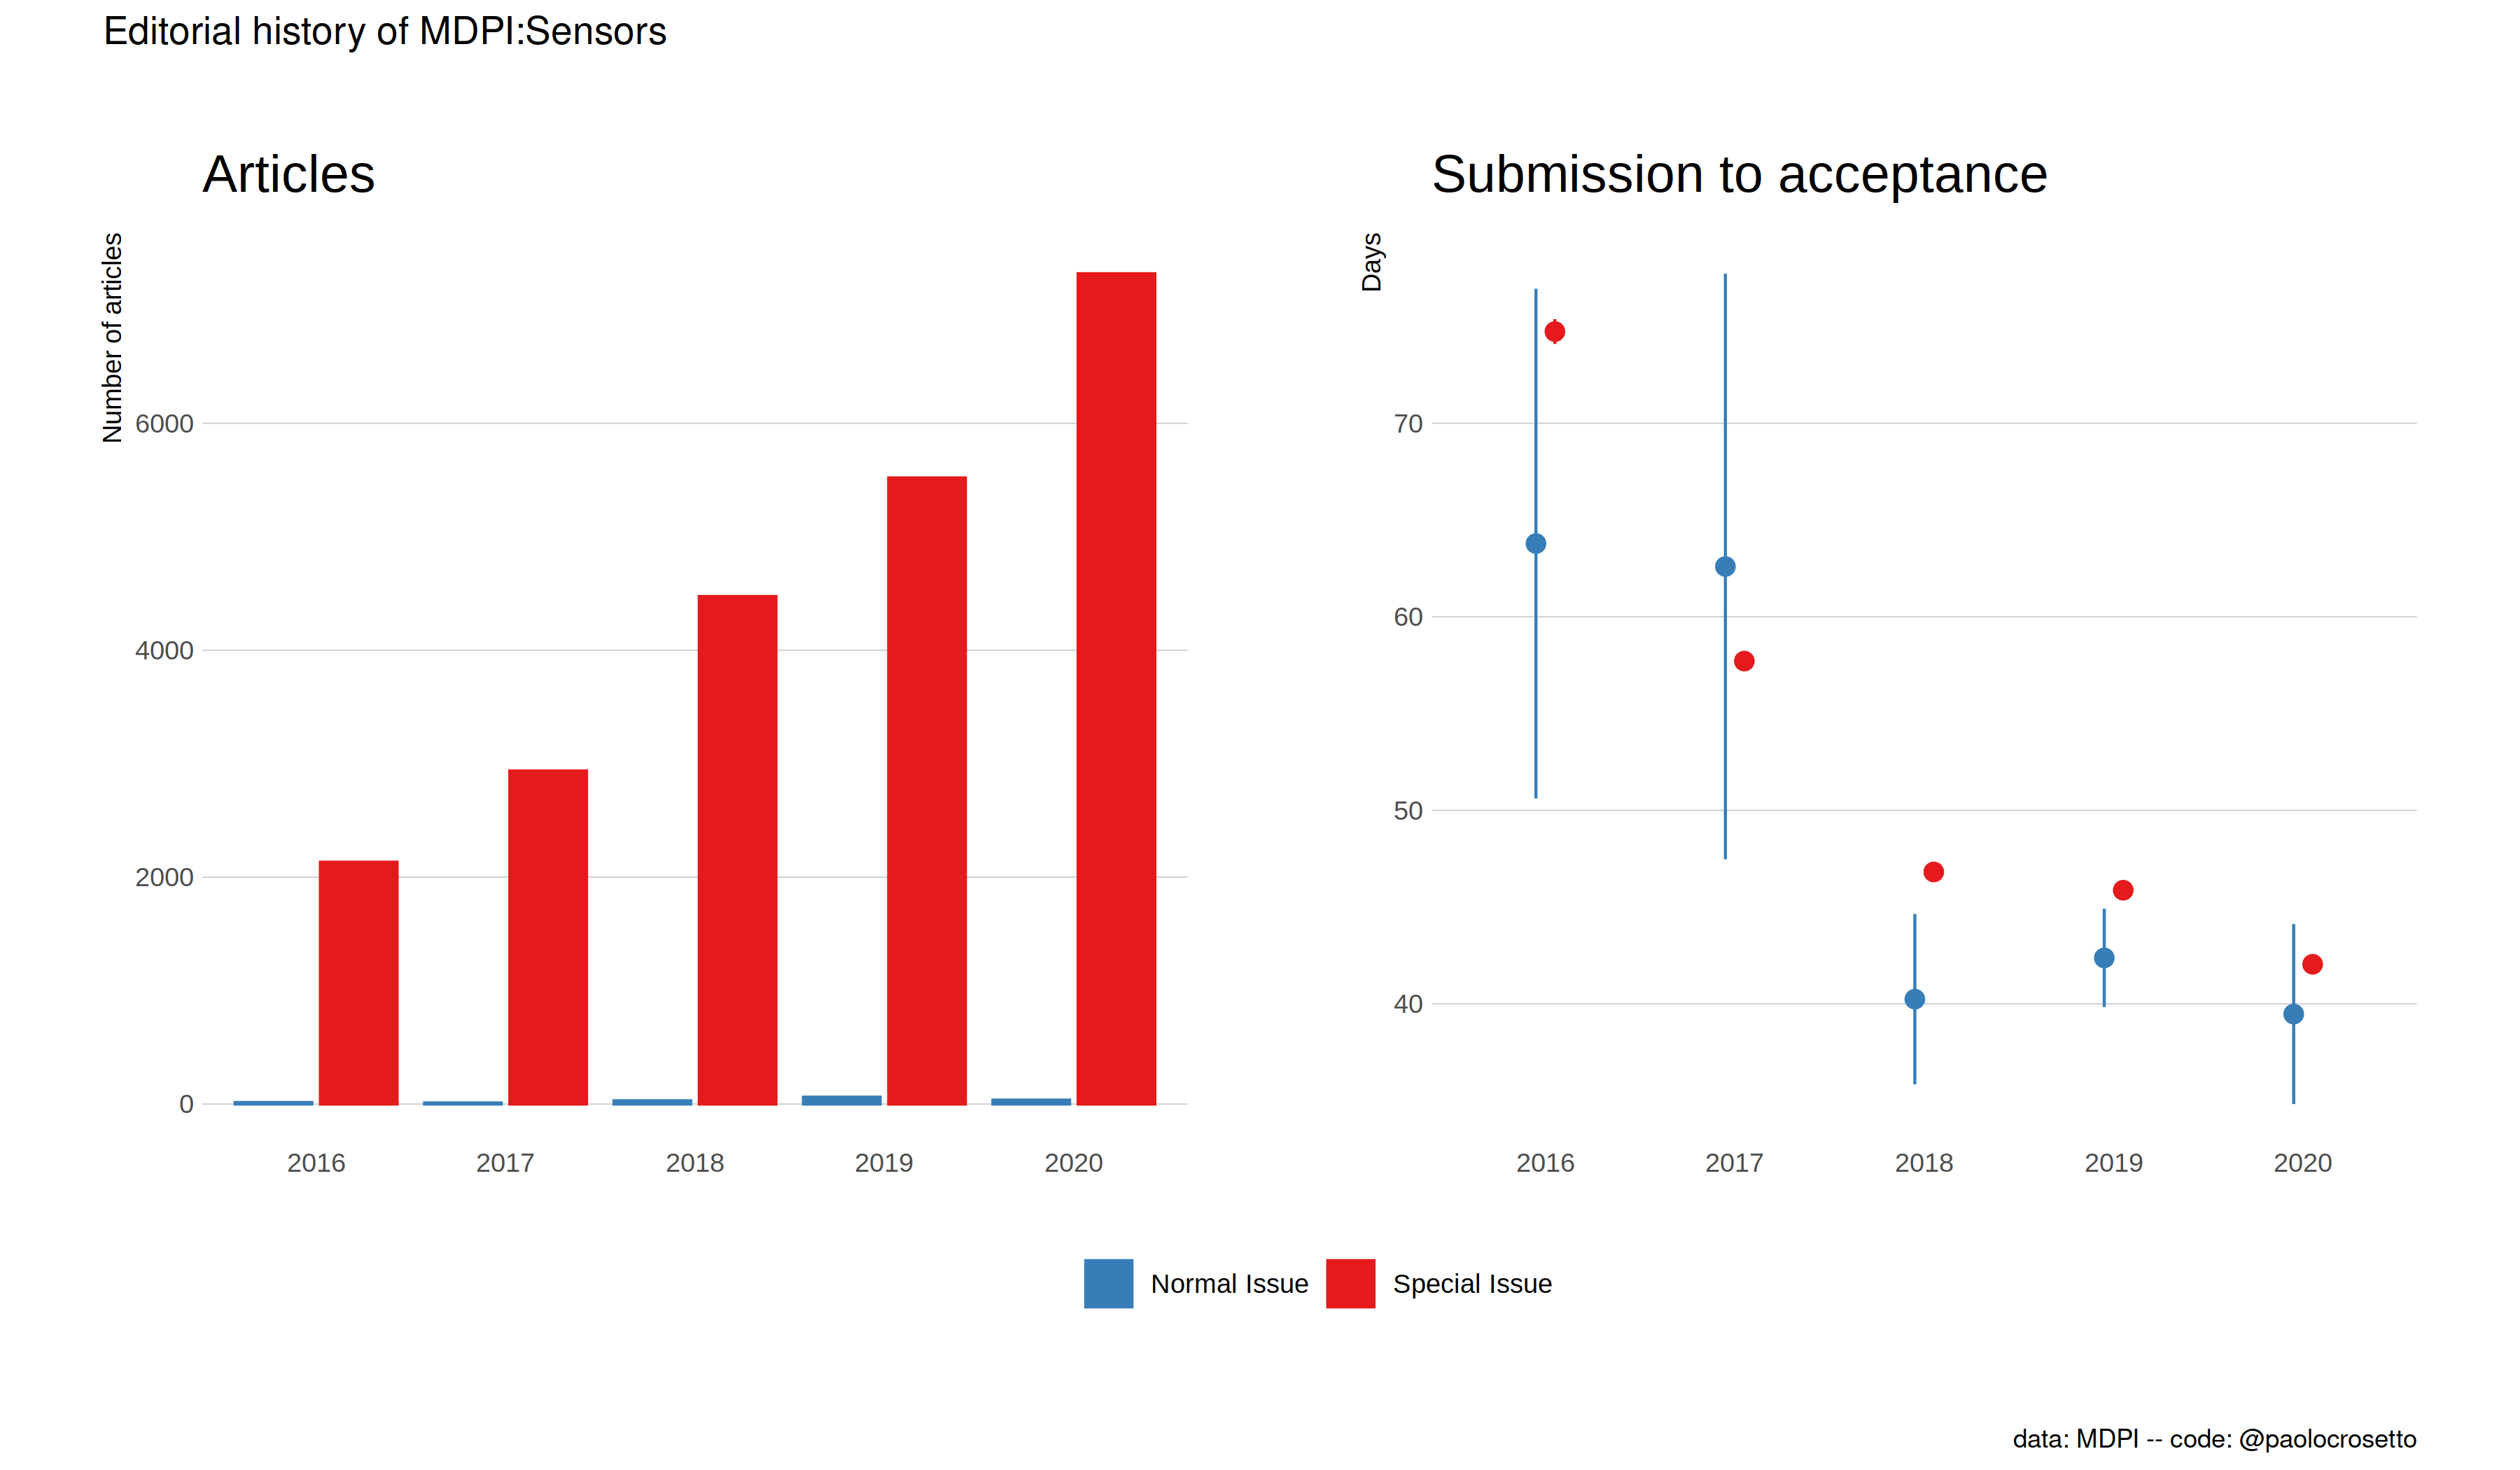 Editorial history of MDPI:Sensors
Articles
Number of articles
6000
4000
2000
0
2016 2017 2018 2019 2020
Submission to acceptance
Days
70
60
50
40
2016 2017 2018 2019 2020
Normal Issue Special Issue
data: MDPI -- code: @paolocrosetto